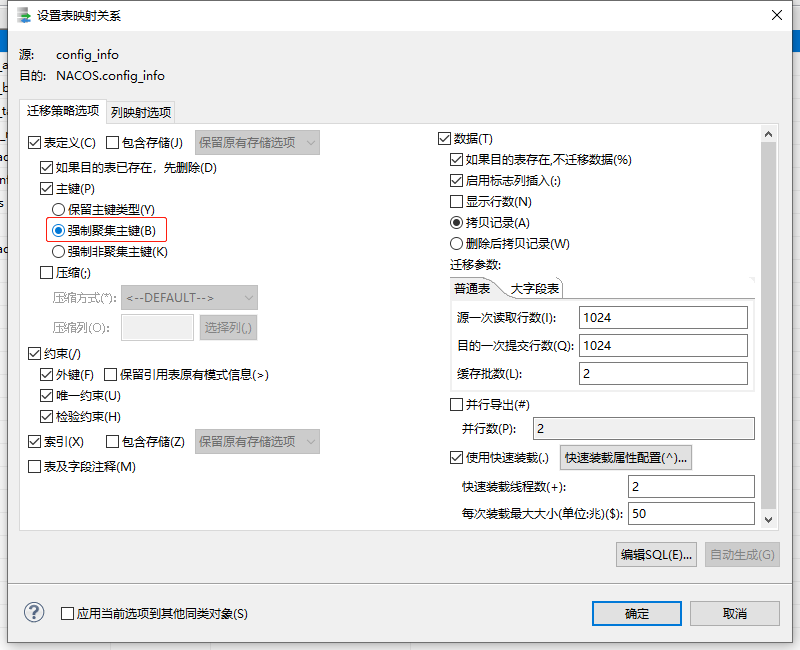 设置表映射关系
源: config_info
目的: NACOS.config_info
迁移策略选项 列映射选项
表定义(C) 包含存储(J) 保留原有存储选项
如果目的表已存在，先删除(D)
主键(P)
保留主键类型(Y)
强制聚集主键(B)
强制非聚集主键(K)
压缩(;)
压缩方式(*): <--DEFAULT-->
压缩列(O): 选择列(,)
约束(/)
外键(F) 保留引用表原有模式信息(>)
唯一约束(U)
检验约束(H)
索引(X) 包含存储(Z) 保留原有存储选项
表及字段注释(M)
数据(T)
如果目的表存在,不迁移数据(%)
启用标志列插入(:)
显示行数(N)
拷贝记录(A)
删除后拷贝记录(W)
迁移参数:
普通表 大字段表
源一次读取行数(I): 1024
目的一次提交行数(Q): 1024
缓存批数(L): 2
并行导出(#)
并行数(P): 2
使用快速装载(.) 快速装载属性配置(^)...
快速装载线程数(+): 2
每次装载最大大小(单位:兆)($): 50
编辑SQL(E)... 自动生成(G)
应用当前选项到其他同类对象(S)
确定 取消